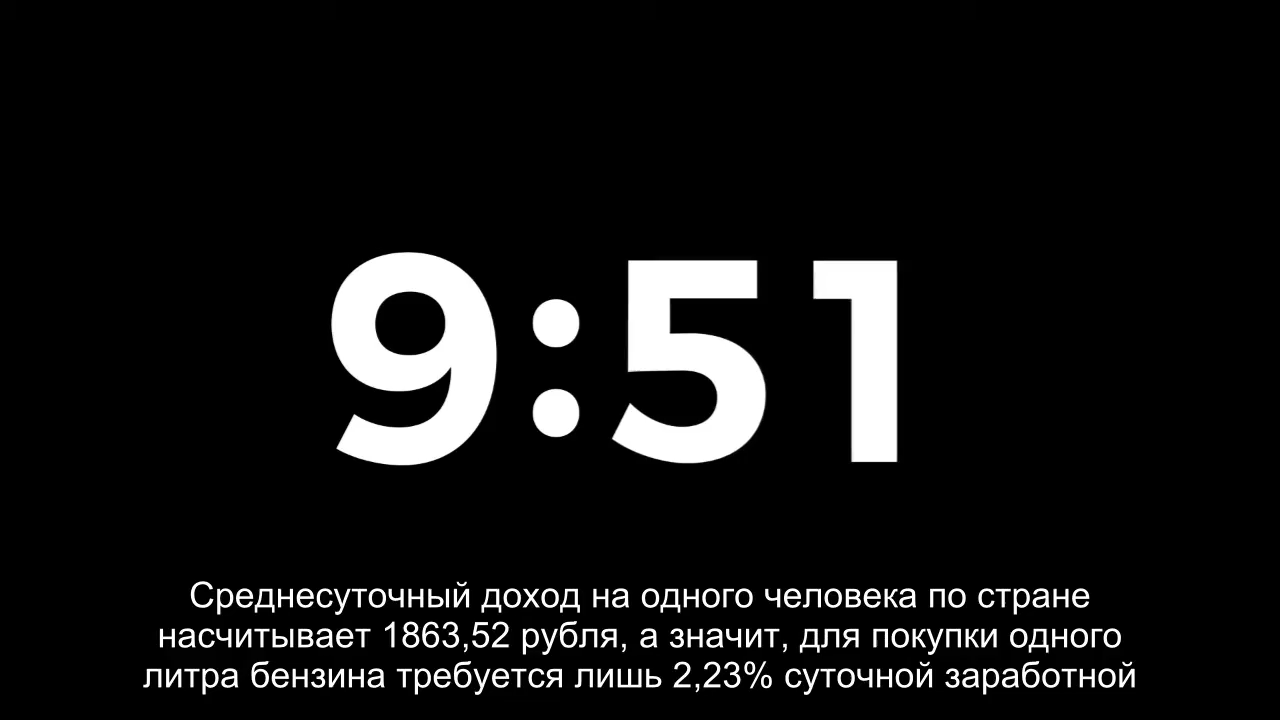 9:51
Среднесуточный доход на одного человека по стране
насчитывает 1863,52 рубля, а значит, для покупки одного
литра бензина требуется лишь 2,23% суточной заработной